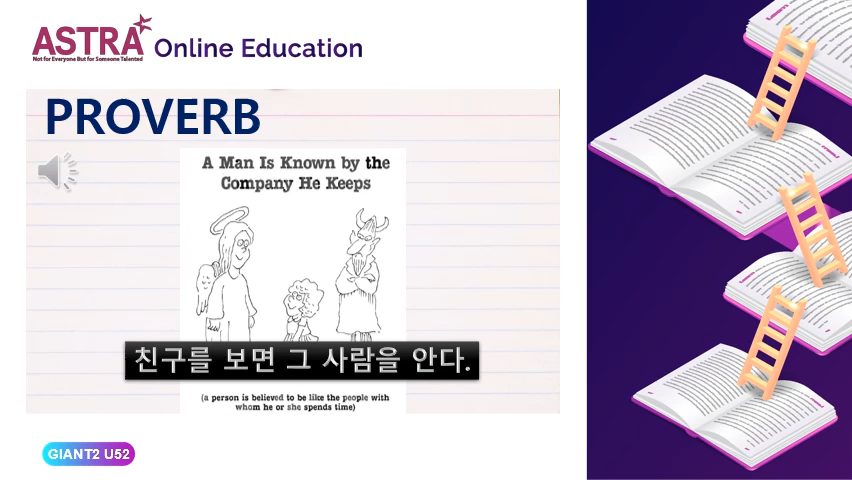 ASTRA
Not for Everyone But for Someone Talented
Online Education
PROVERB
A Man Is Known by the
Company He Keeps
친구를 보면 그 사람을 안다.
(a person is believed to be like the people with
whom he or she spends time)
GIANT2 U52